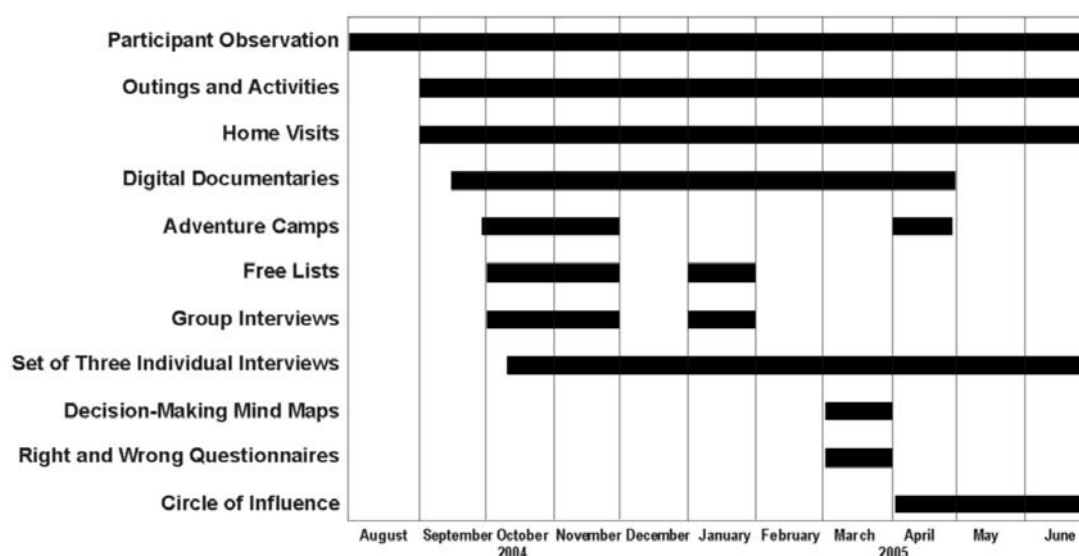 Participant Observation
Outings and Activities
Home Visits
Digital Documentaries
Adventure Camps
Free Lists
Group Interviews
Set of Three Individual Interviews
Decision-Making Mind Maps
Right and Wrong Questionnaires
Circle of Influence
August September October November December January February March April May June
2004 2005